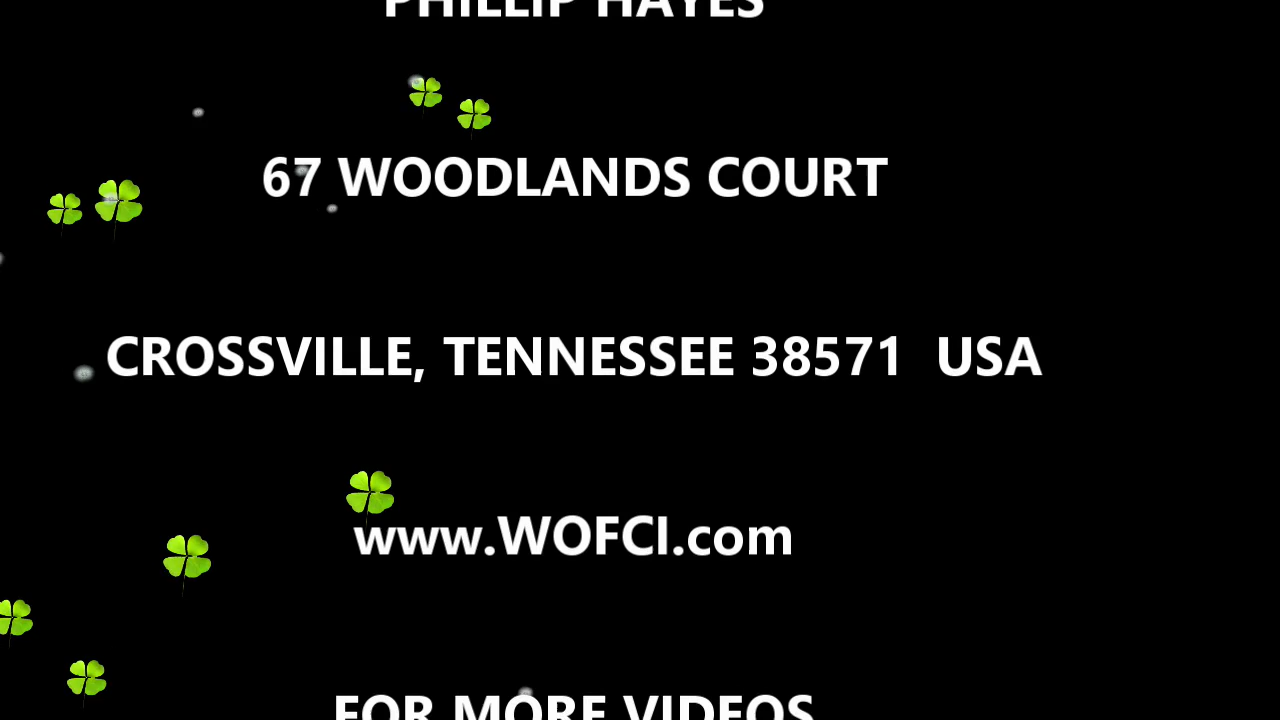 PHILLIP HAYES
67 WOODLANDS COURT
CROSSVILLE, TENNESSEE 38571 USA
www.WOFCI.com
FOR MORE VIDEOS